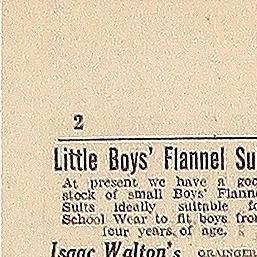 2
Little Boys' Flannel Su
At present we have a goo
stock of small Boys' Flanne
Suits ideally suitable fo
School Wear to fit boys fro
four years of age.
Isaac Walton's GRAINGER